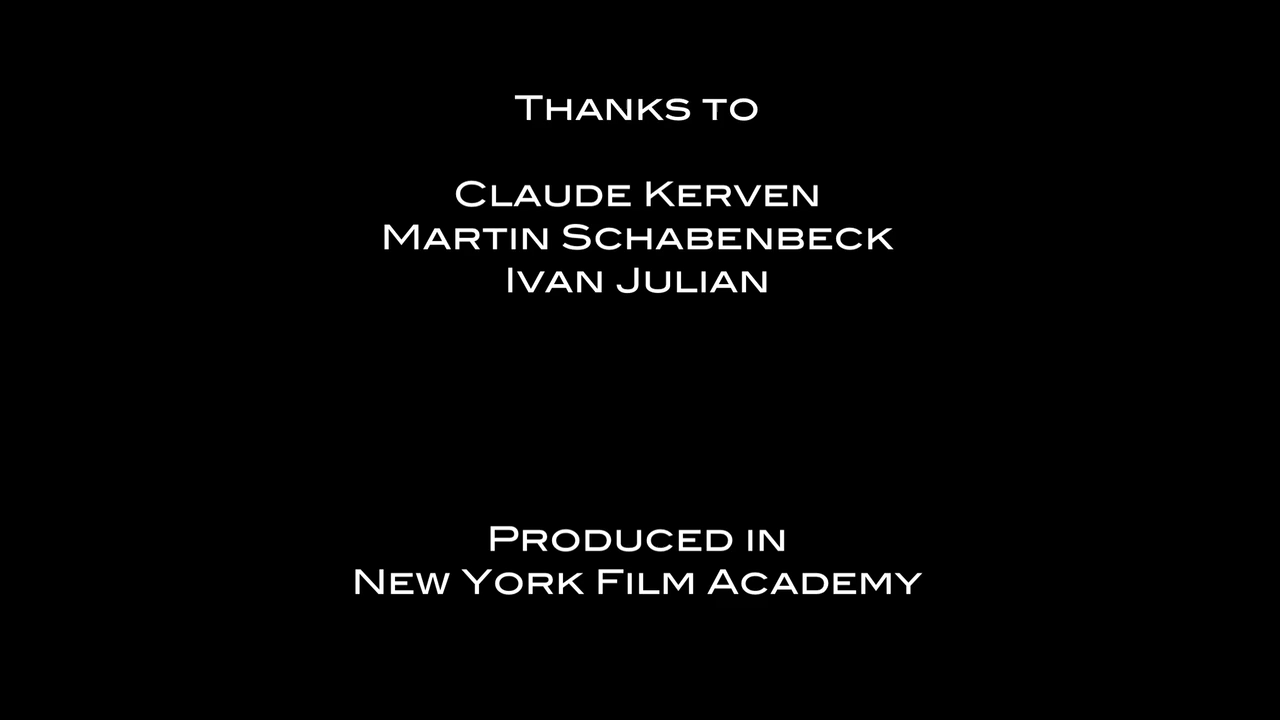 Thanks to
Claude Kerven
Martin Schabenbeck
Ivan Julian
Produced in
New York Film Academy